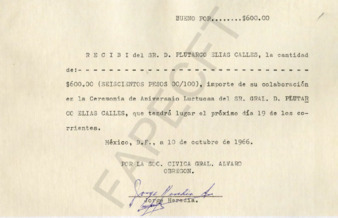 BUENO POR.......$600.00
R E C I B I del SR. D. PLUTARCO ELIAS CALLES, la cantidad
de:
$600.00 (SEISCIENTOS PESOS 00/100), importe de su colaboración
en la Ceremonia de Aniversario Luctuosa del SR. GRAL. D. PLUTAR
CO ELIAS CALLES, que tendrá lugar el próximo día 19 de los co-
rrientes.
México, D.F., a 10 de octubre de 1966.
POR LA SOC. CIVICA GRAL. ALVARO
OBREGON.
Jorge Heredia.
FAPECFT